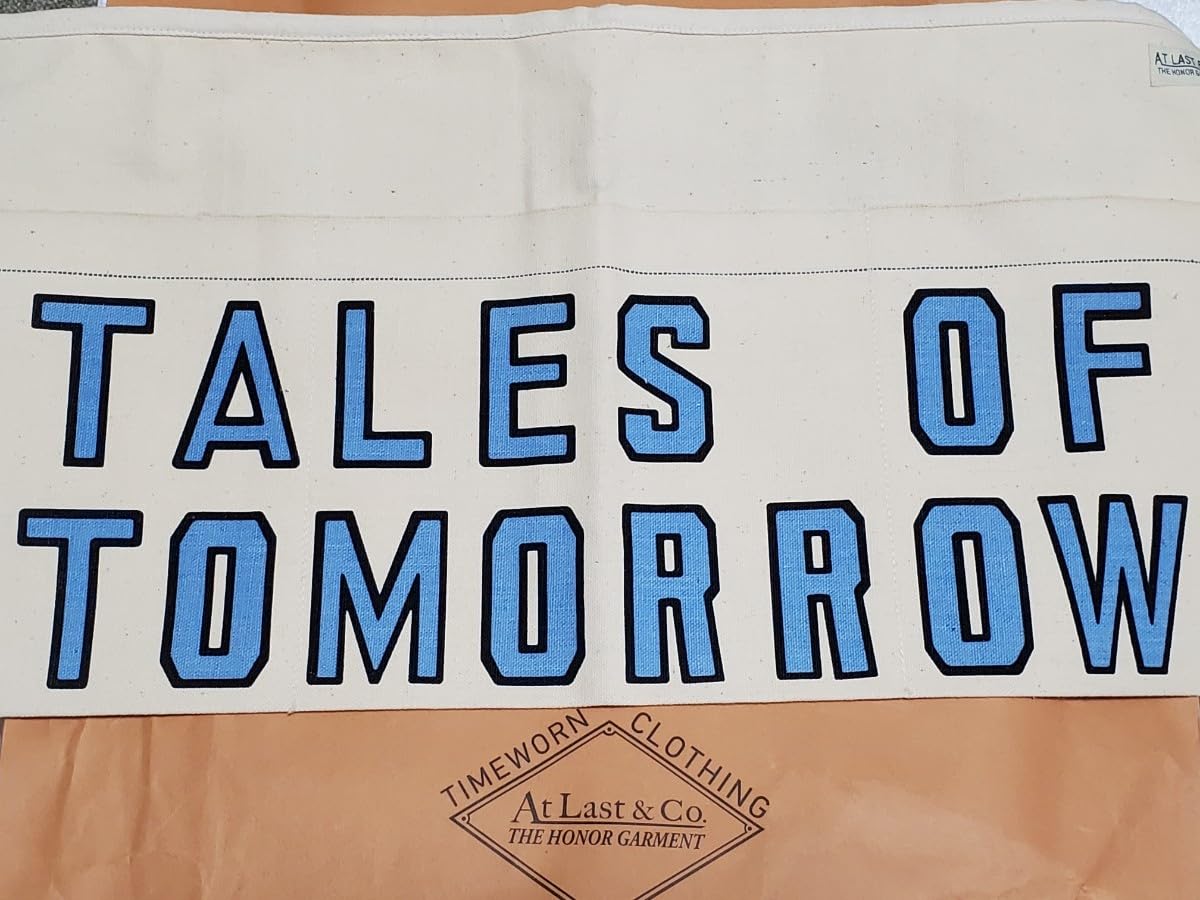 AT LAST
THE HONOR
TALES OF
TOMORROW
TIMEWORN CLOTHING
At Last & Co.
THE HONOR GARMENT